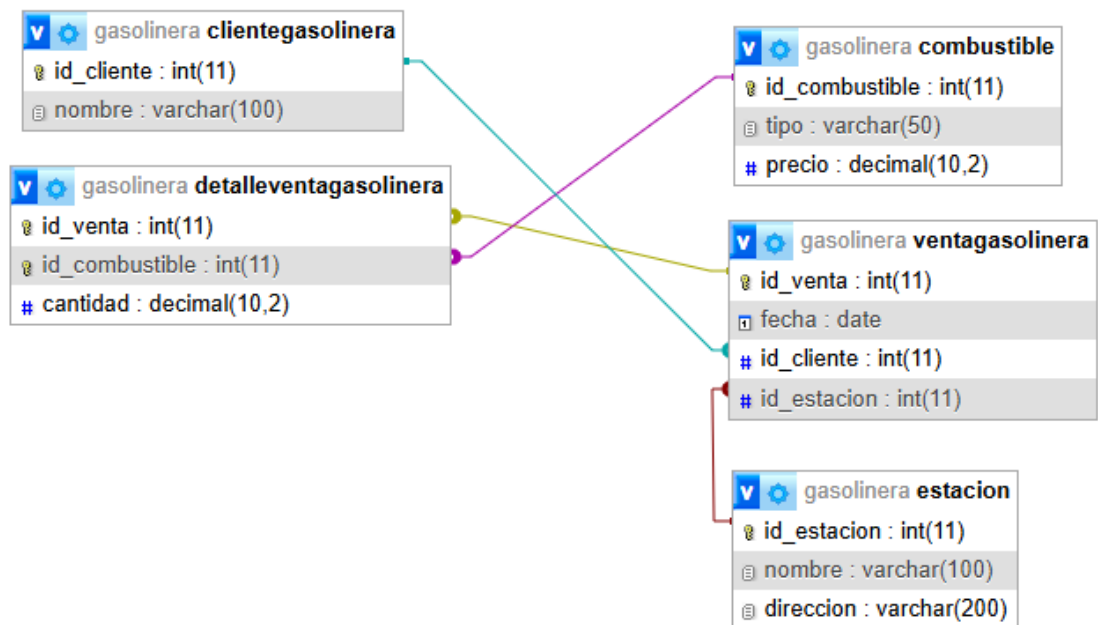 gasolinera clientegasolinera
id_cliente : int(11)
nombre : varchar(100)
gasolinera detalleventagasolinera
id_venta : int(11)
id_combustible : int(11)
cantidad : decimal(10,2)
gasolinera combustible
id_combustible : int(11)
tipo : varchar(50)
precio : decimal(10,2)
gasolinera ventagasolinera
id_venta : int(11)
fecha : date
id_cliente : int(11)
id_estacion : int(11)
gasolinera estacion
id_estacion : int(11)
nombre : varchar(100)
direccion : varchar(200)